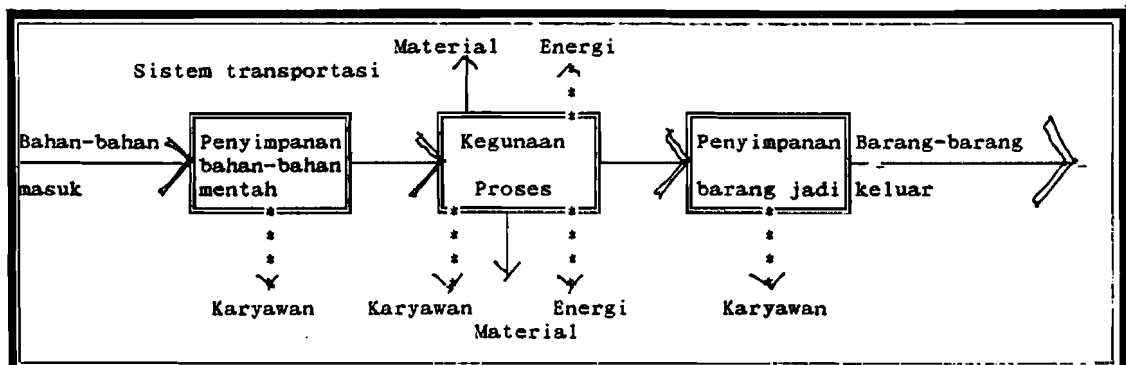 Material Energi
Sistem transportasi
Bahan-bahan Penyimpanan Kegunaan Penyimpanan Barang-barang
bahan-bahan
masuk mentah Proses barang jadi keluar
Karyawan Karyawan Energi Karyawan
Material